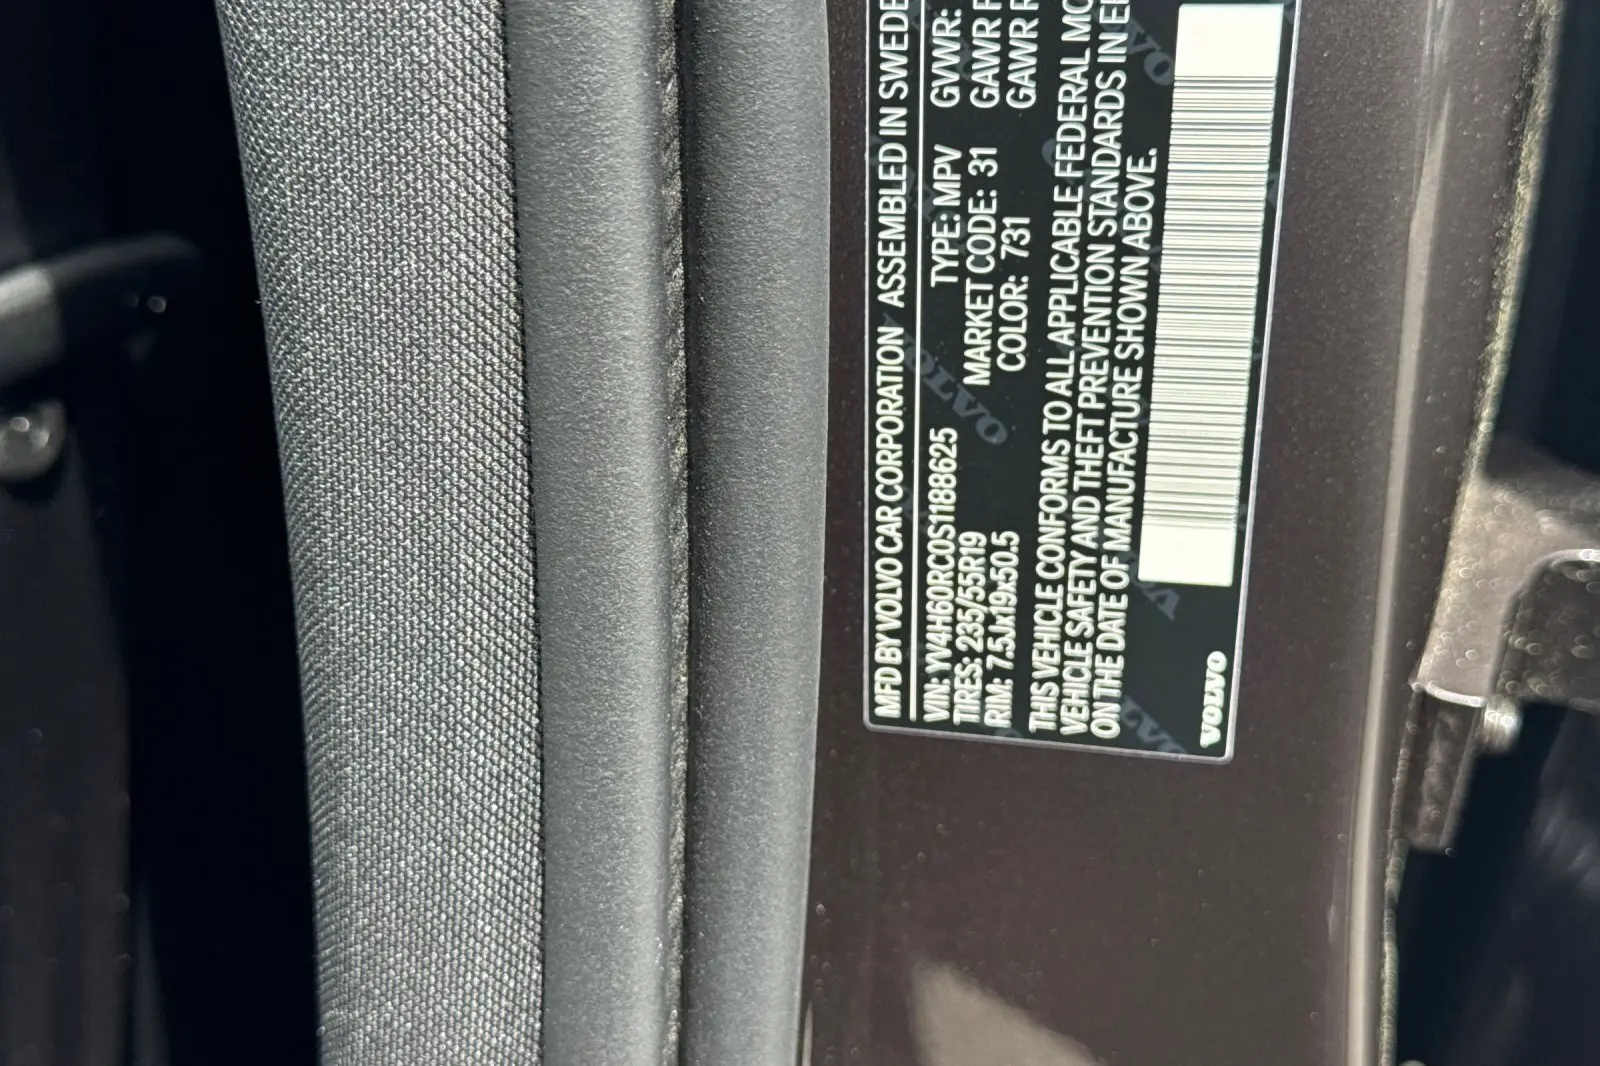 MFD BY VOLVO CAR CORPORATION ASSEMBLED IN SWEDE
VIN: YV4H60RC0S1188625 TYPE: MPV GVWR:
TIRES: 235/55R19 MARKET CODE: 31 GAWR F
RIM: 7.5Jx19x50.5 COLOR: 731 GAWR R
THIS VEHICLE CONFORMS TO ALL APPLICABLE FEDERAL MO
VEHICLE SAFETY AND THEFT PREVENTION STANDARDS IN E
ON THE DATE OF MANUFACTURE SHOWN ABOVE.
VOLVO